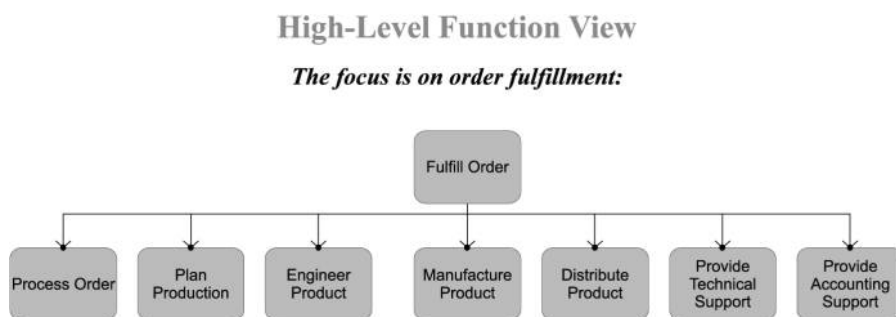 High-Level Function View
The focus is on order fulfillment:
Fulfill Order
Process Order
Plan
Production
Engineer
Product
Manufacture
Product
Distribute
Product
Provide
Technical
Support
Provide
Accounting
Support